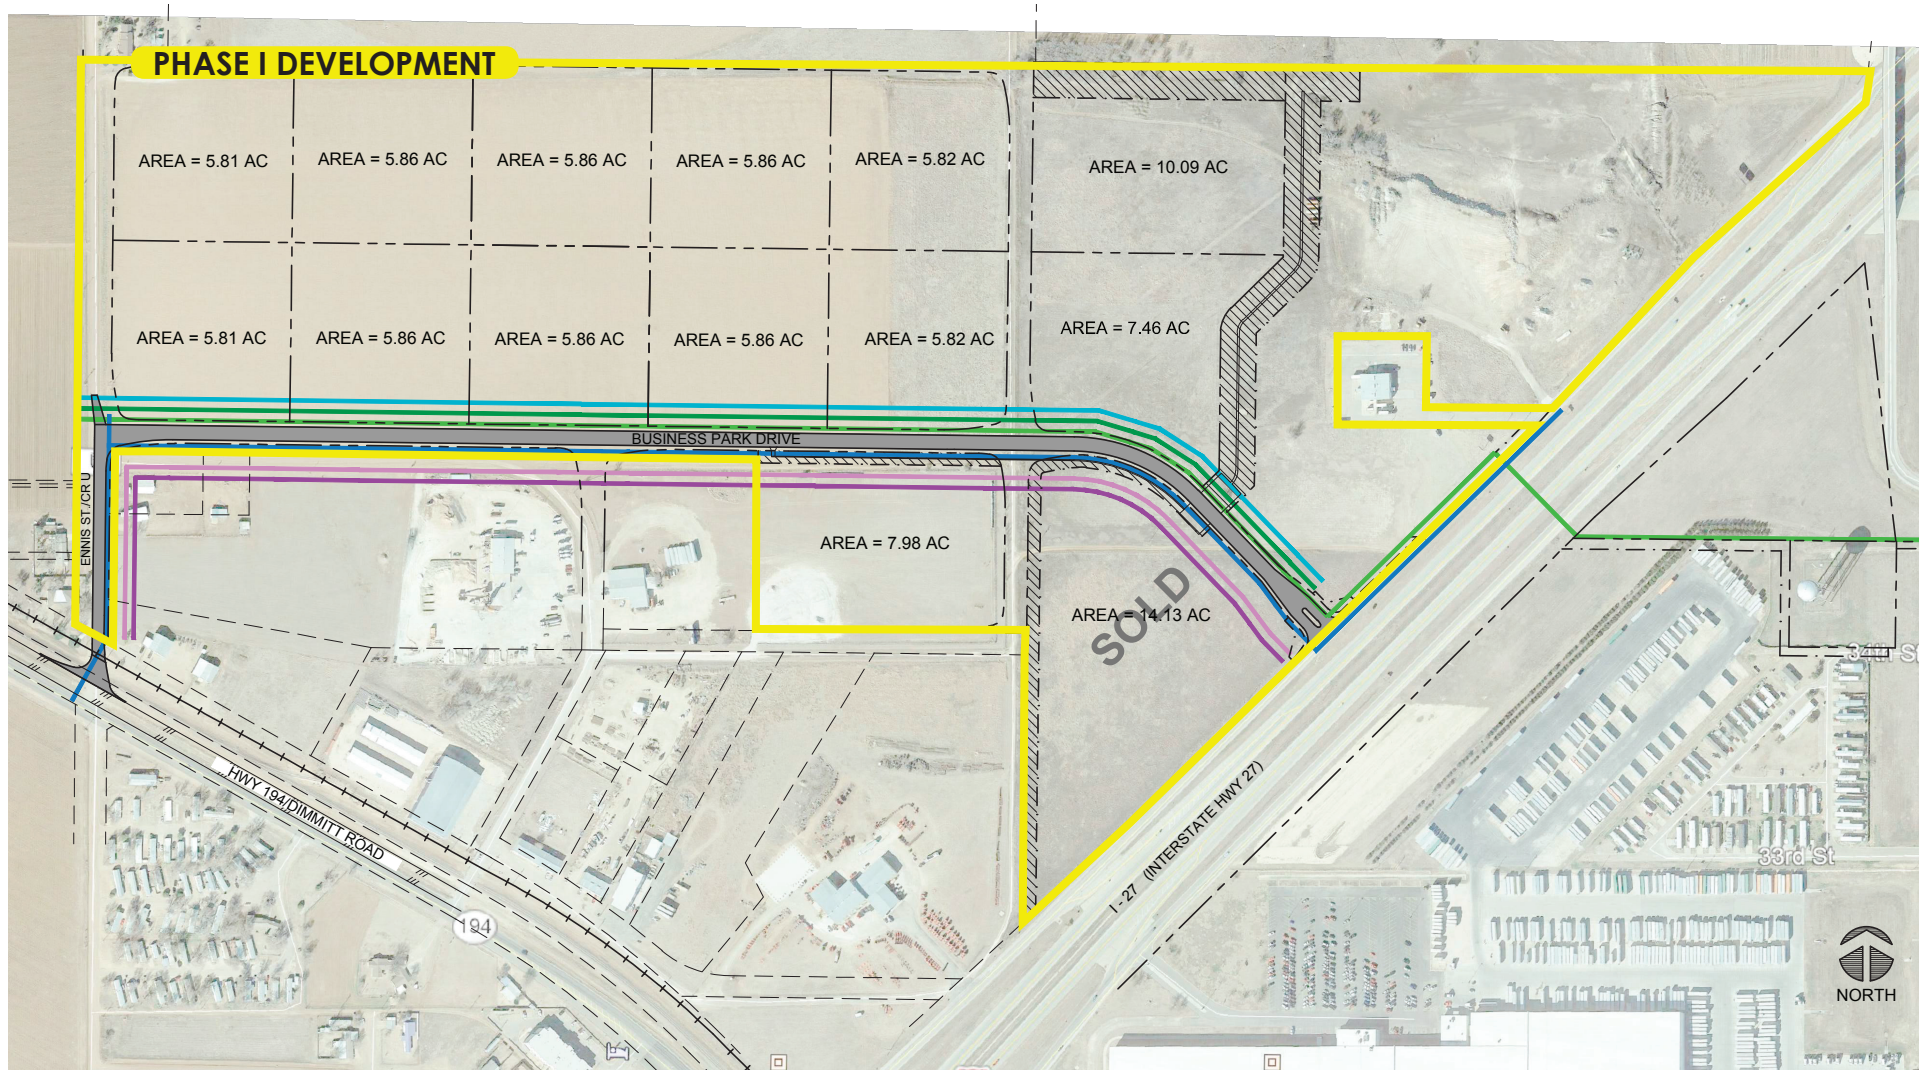 PHASE I DEVELOPMENT
AREA = 5.81 AC
AREA = 5.86 AC
AREA = 5.86 AC
AREA = 5.86 AC
AREA = 5.82 AC
AREA = 10.09 AC
AREA = 5.81 AC
AREA = 5.86 AC
AREA = 5.86 AC
AREA = 5.86 AC
AREA = 5.82 AC
AREA = 7.46 AC
BUSINESS PARK DRIVE
ENNIS ST./CR U
AREA = 7.98 AC
AREA = 14.13 AC
SOLD
34th St
HWY 194/DIMMITT ROAD
I - 27 (INTERSTATE HWY 27)
33rd St
194
NORTH